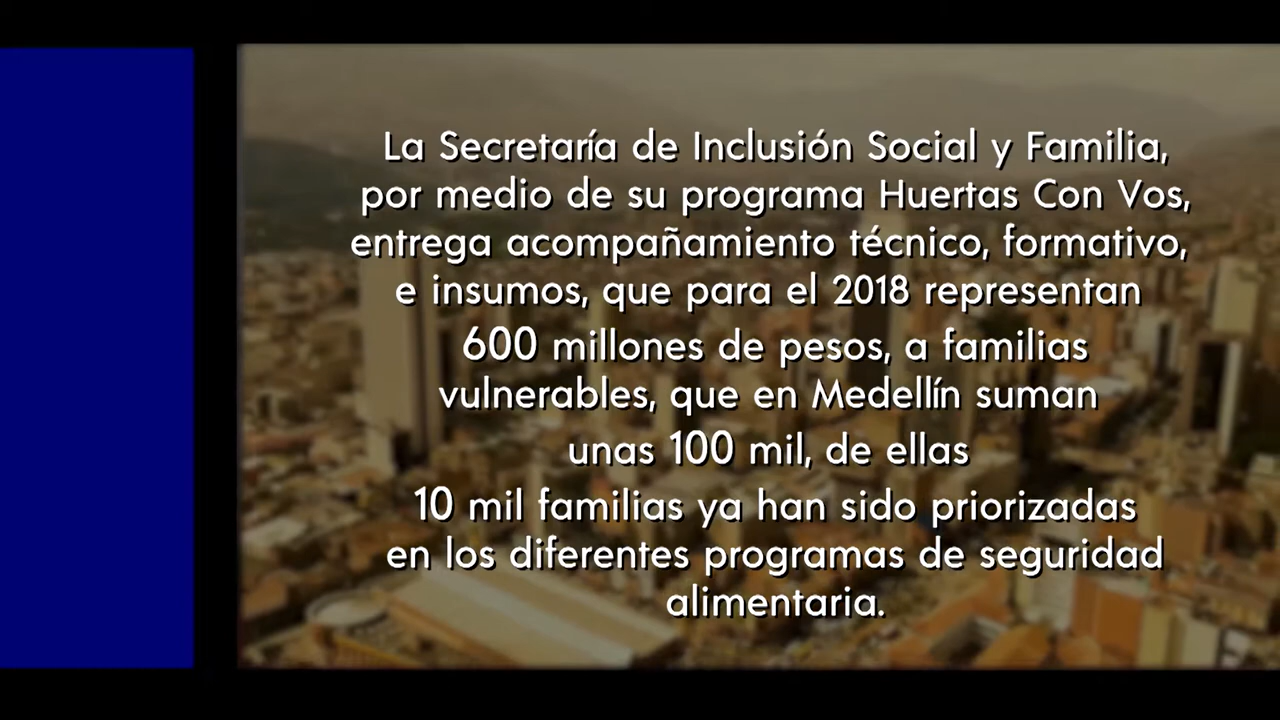 La Secretaría de Inclusión Social y Familia,
por medio de su programa Huertas Con Vos,
entrega acompañamiento técnico, formativo,
e insumos, que para el 2018 representan
600 millones de pesos, a familias
vulnerables, que en Medellín suman
unas 100 mil, de ellas
10 mil familias ya han sido priorizadas
en los diferentes programas de seguridad
alimentaria.